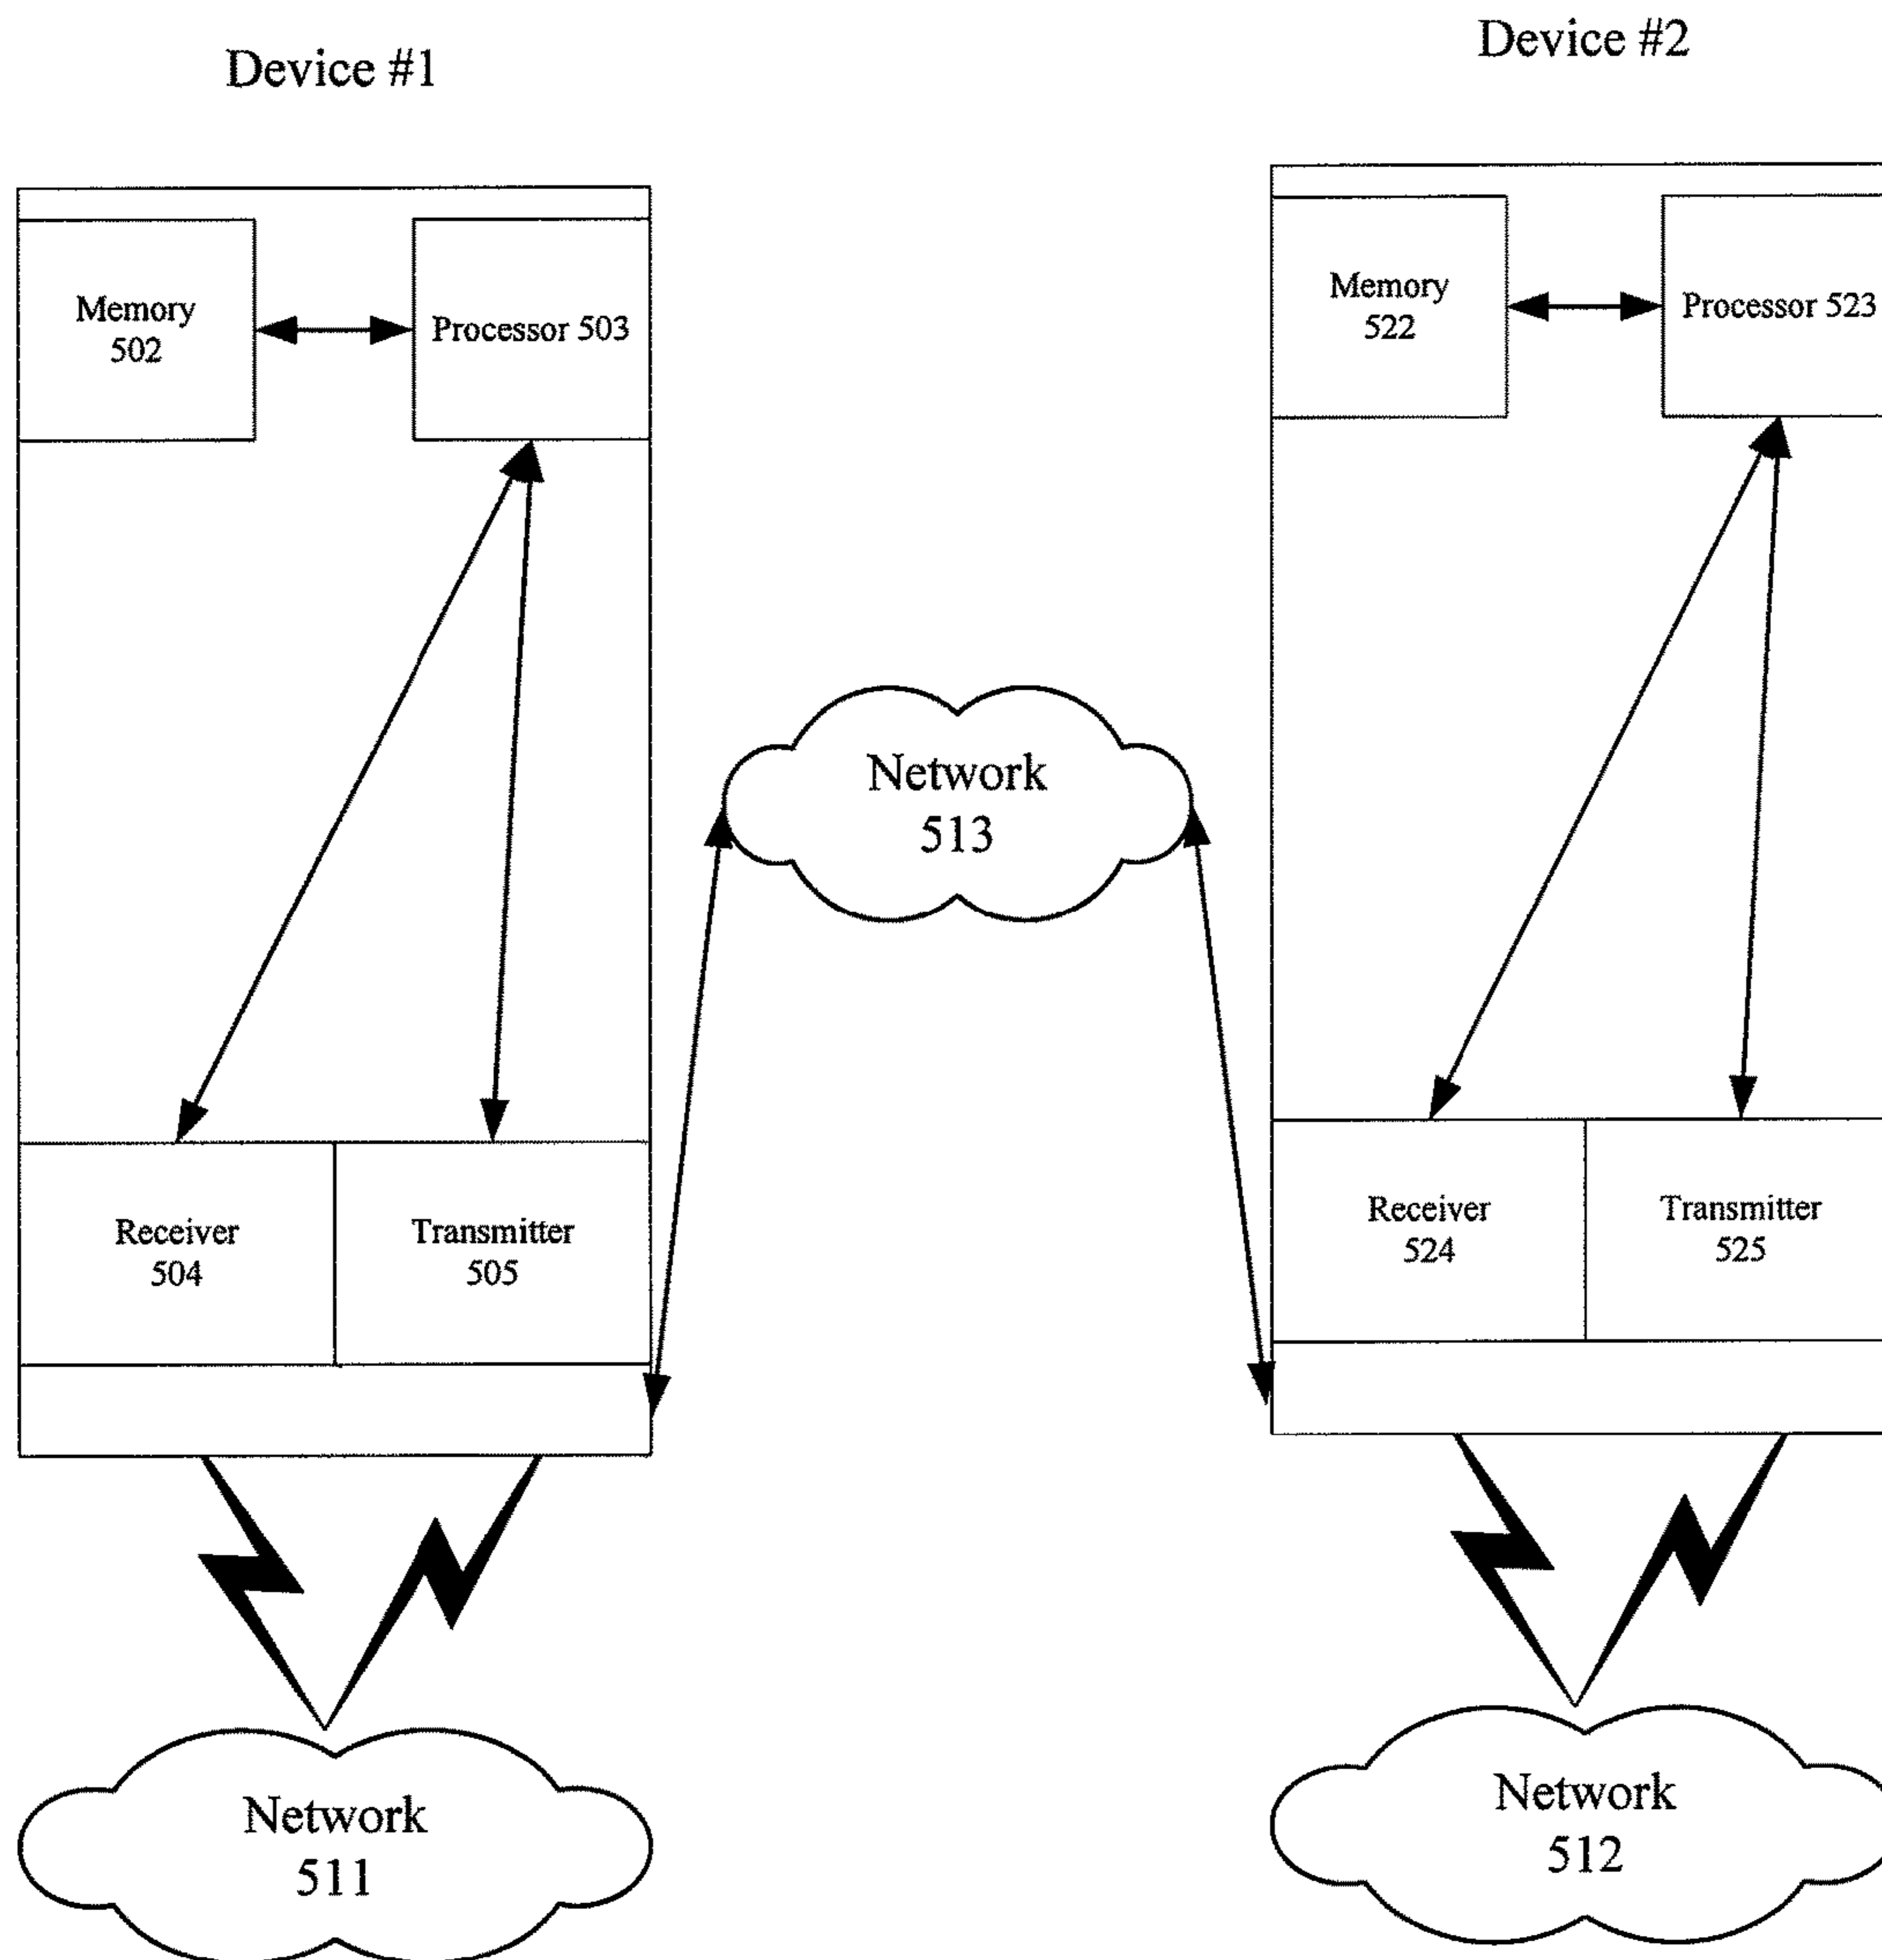 Device #1
Device #2
Memory
502
Processor 503
Memory
522
Processor 523
Network
513
Receiver
504
Transmitter
505
Receiver
524
Transmitter
525
Network
511
Network
512